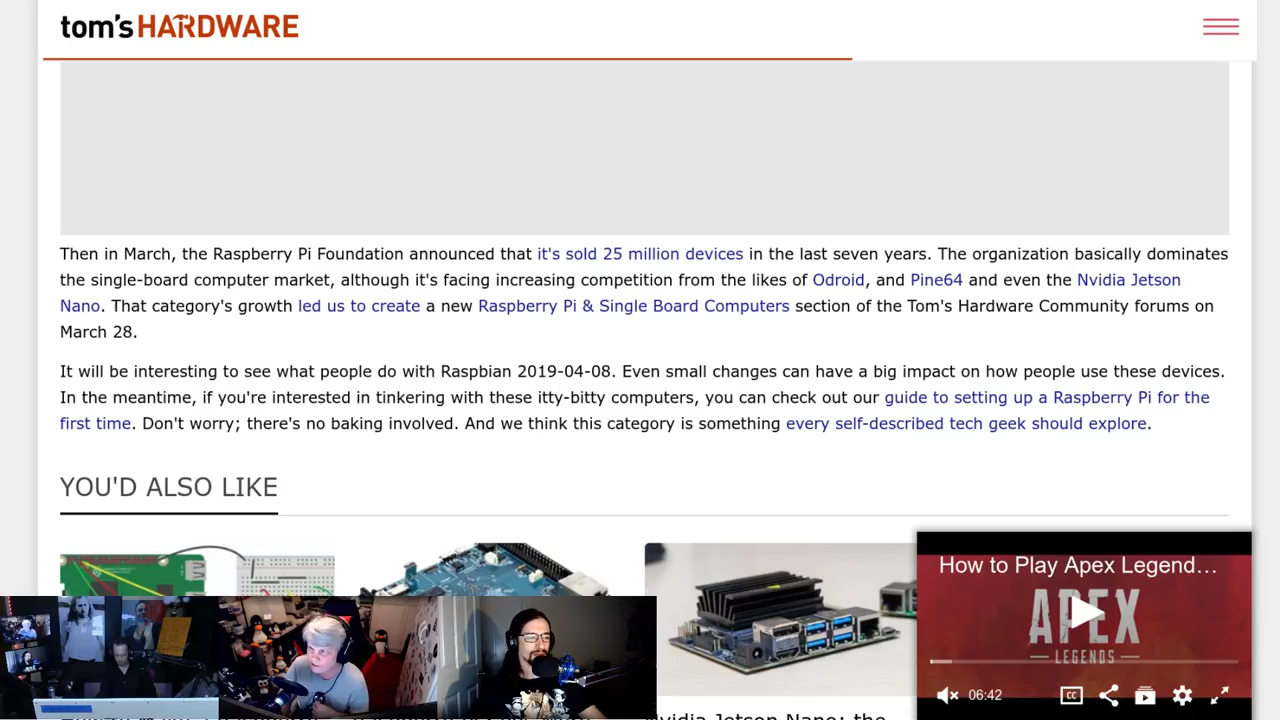 tom's HARDWARE
Then in March, the Raspberry Pi Foundation announced that it's sold 25 million devices in the last seven years. The organization basically dominates
the single-board computer market, although it's facing increasing competition from the likes of Odroid, and Pine64 and even the Nvidia Jetson
Nano. That category's growth led us to create a new Raspberry Pi & Single Board Computers section of the Tom's Hardware Community forums on
March 28.
It will be interesting to see what people do with Raspbian 2019-04-08. Even small changes can have a big impact on how people use these devices.
In the meantime, if you're interested in tinkering with these itty-bitty computers, you can check out our guide to setting up a Raspberry Pi for the
first time. Don't worry; there's no baking involved. And we think this category is something every self-described tech geek should explore.
YOU'D ALSO LIKE
How to Play Apex Legend...
APEX
LEGENDS
06:42
CC
Nvidia Jetson Nano: the